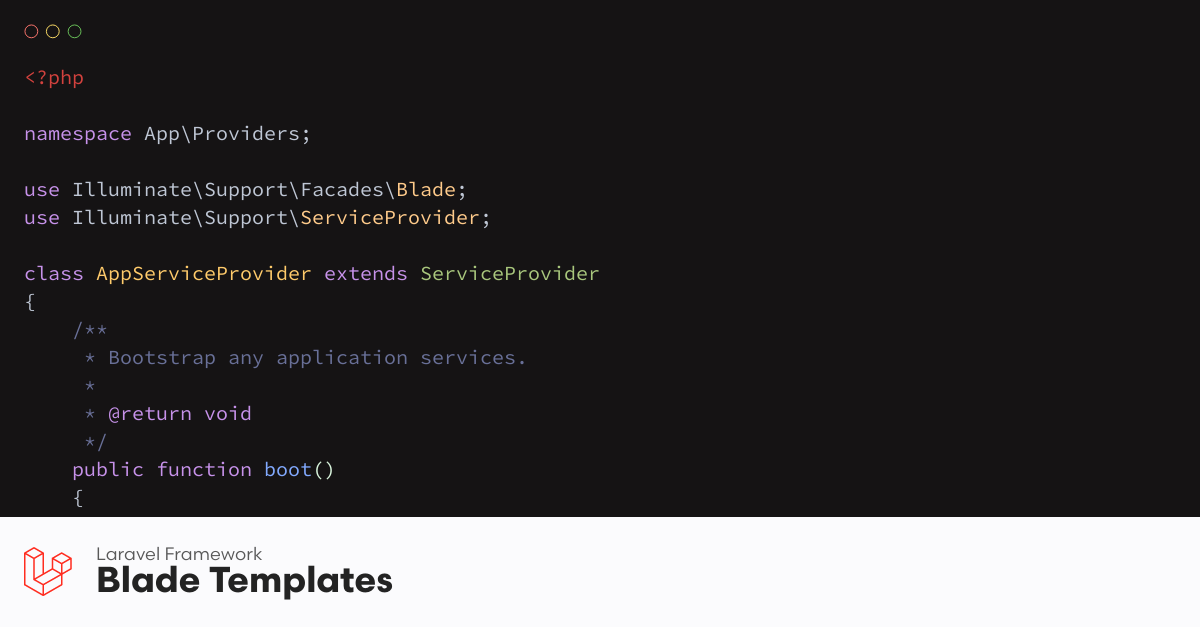 <?php
namespace App\Providers;
use Illuminate\Support\Facades\Blade;
use Illuminate\Support\ServiceProvider;
class AppServiceProvider extends ServiceProvider
{
    /**
     * Bootstrap any application services.
     *
     * @return void
     */
    public function boot()
    {
Laravel Framework
Blade Templates